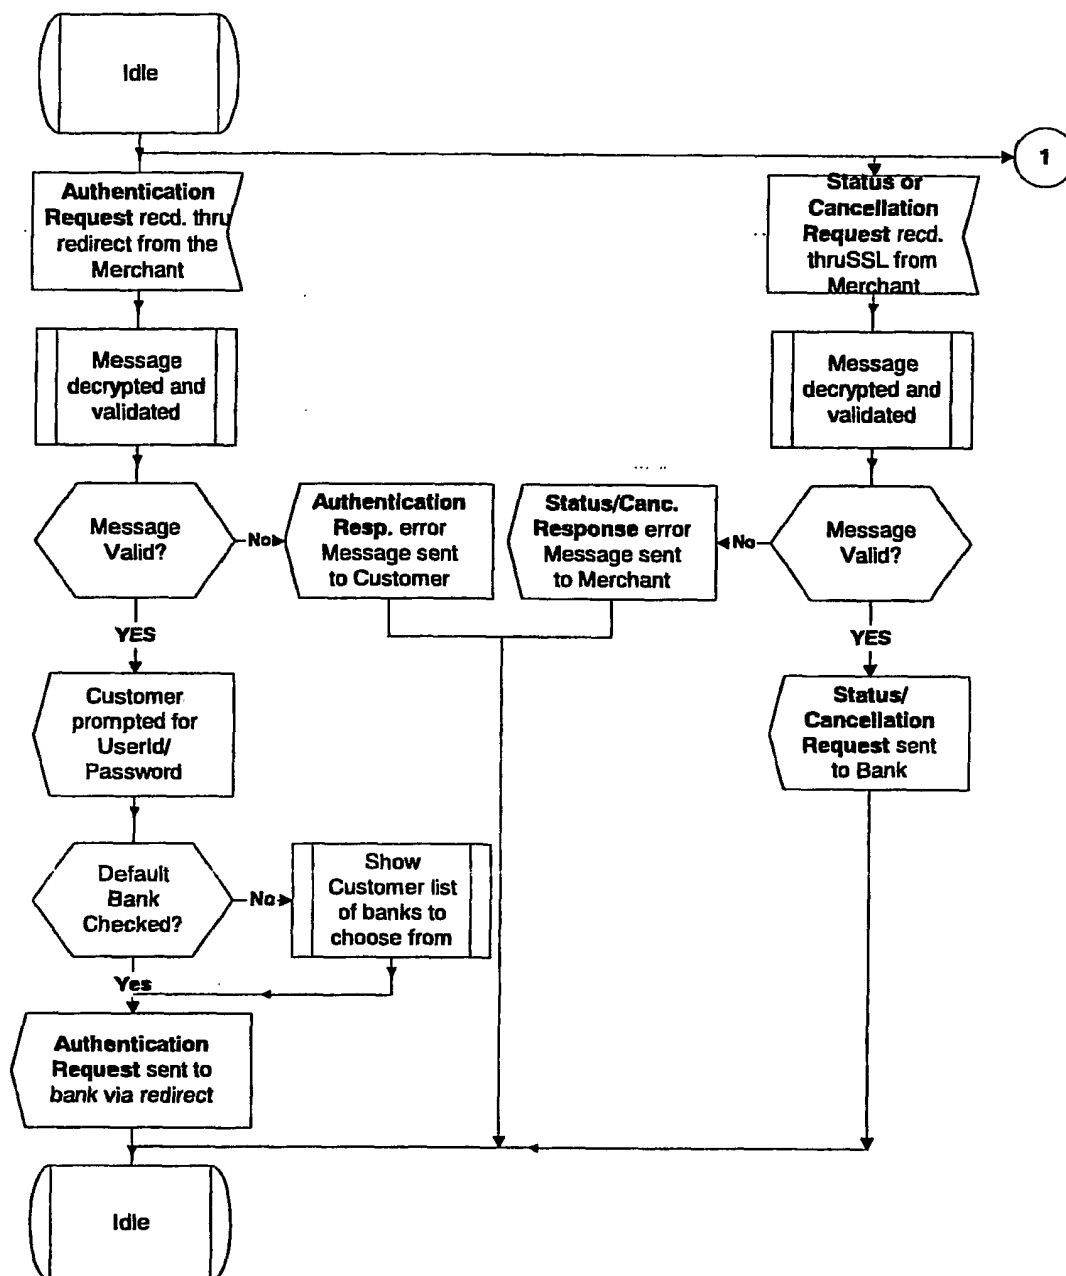 Idle
1
Authentication
Request recd. thru
redirect from the
Merchant
Status or
Cancellation
Request recd.
thruSSL from
Merchant
Message
decrypted and
validated
Message
decrypted and
validated
Message
Valid?
No
Authentication
Resp. error
Message sent
to Customer
Status/Canc.
Response error
Message sent
to Merchant
No
Message
Valid?
YES
YES
Customer
prompted for
UserId/
Password
Status/
Cancellation
Request sent
to Bank
Default
Bank
Checked?
No
Show
Customer list
of banks to
choose from
Yes
Authentication
Request sent to
bank via redirect
Idle